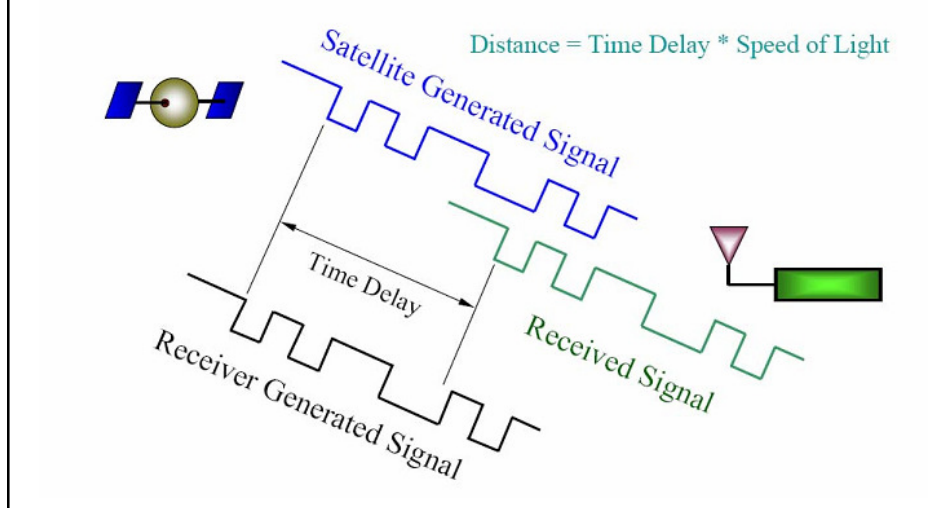 Satellite Generated Signal
Distance = Time Delay * Speed of Light
Time Delay
Received Signal
Receiver Generated Signal